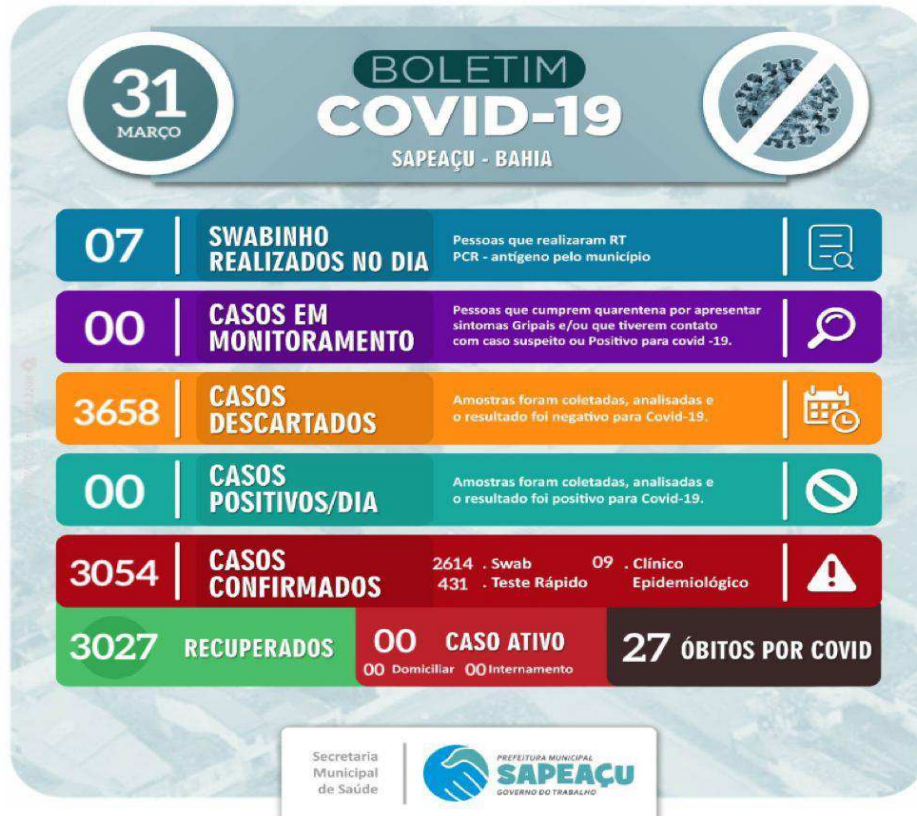 31
MARÇO
BOLETIM
COVID-19
SAPEAÇU - BAHIA
07
SWABINHO
REALIZADOS NO DIA
Pessoas que realizaram RT
PCR - antígeno pelo município
00
CASOS EM
MONITORAMENTO
Pessoas que cumprem quarentena por apresentar
sintomas Gripais e/ou que tiverem contato
com caso suspeito ou Positivo para covid -19.
3658
CASOS
DESCARTADOS
Amostras foram coletadas, analisadas e
o resultado foi negativo para Covid-19.
00
CASOS
POSITIVOS/DIA
Amostras foram coletadas, analisadas e
o resultado foi positivo para Covid-19.
3054
CASOS
CONFIRMADOS
2614 . Swab
431 . Teste Rápido
09 . Clínico
Epidemiológico
3027 RECUPERADOS
00 CASO ATIVO
00 Domiciliar 00 Internamento
27 ÓBITOS POR COVID
Secretaria
Municipal
de Saúde
PREFEITURA MUNICIPAL
SAPEAÇU
GOVERNO DO TRABALHO